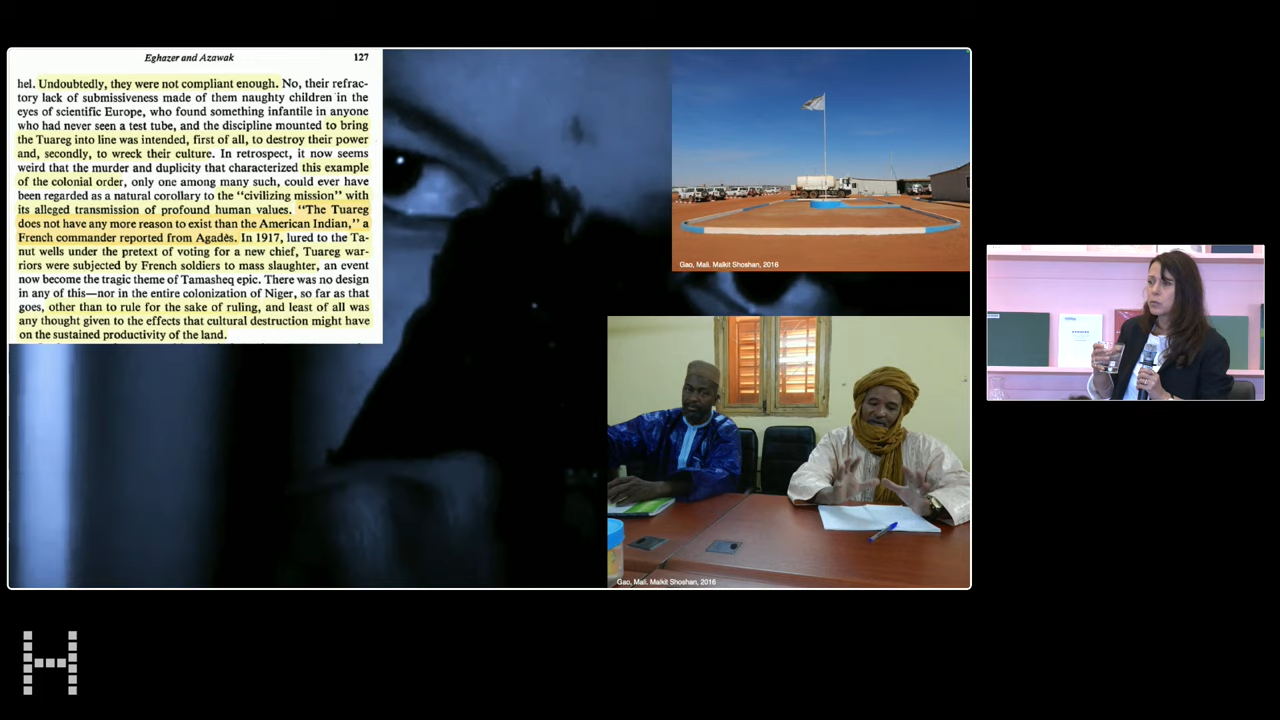 Eghazer and Azawak 127
hel. Undoubtedly, they were not compliant enough. No, their refrac-
tory lack of submissiveness made of them naughty children in the
eyes of scientific Europe, who found something infantile in anyone
who had never seen a test tube, and the discipline mounted to bring
the Tuareg into line was intended, first of all, to destroy their power
and, secondly, to wreck their culture. In retrospect, it now seems
weird that the murder and duplicity that characterized this example
of the colonial order, only one among many such, could ever have
been regarded as a natural corollary to the “civilizing mission” with
its alleged transmission of profound human values. “The Tuareg
does not have any more reason to exist than the American Indian,” a
French commander reported from Agadès. In 1917, lured to the Ta-
nut wells under the pretext of voting for a new chief, Tuareg war-
riors were subjected by French soldiers to mass slaughter, an event
now become the tragic theme of Tamasheq epic. There was no design
in any of this—nor in the entire colonization of Niger, so far as that
goes, other than to rule for the sake of ruling, and least of all was
any thought given to the effects that cultural destruction might have
on the sustained productivity of the land.
Gao, Mali. Malkit Shoshan, 2016
Gao, Mali. Malkit Shoshan, 2016
H